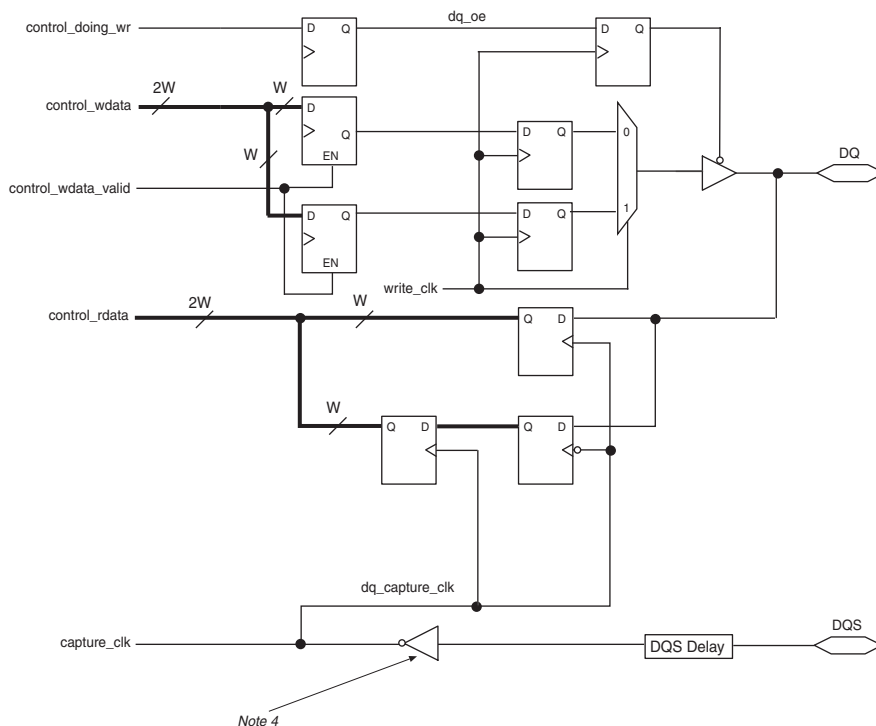 control_doing_wr
D Q
dq_oe
D Q
2W
W
control_wdata
D
Q
EN
D Q
0
DQ
W
control_wdata_valid
D Q
EN
D Q
1
write_clk
2W
W
control_rdata
Q D
W
Q D
Q D
dq_capture_clk
capture_clk
DQS Delay
DQS
Note 4